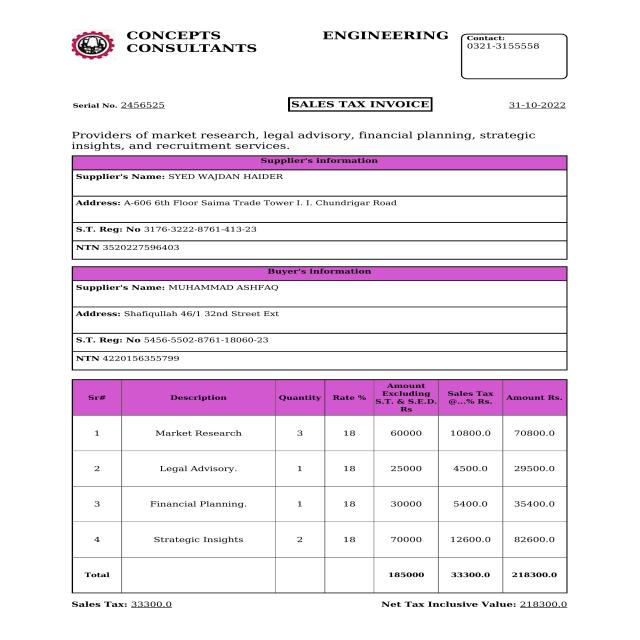 CONCEPTS ENGINEERING
CONSULTANTS
Contact:
0321-3155558
Serial No. 2456525
SALES TAX INVOICE
31-10-2022
Providers of market research, legal advisory, financial planning, strategic
insights, and recruitment services.
Supplier's information
Supplier's Name: SYED WAJDAN HAIDER
Address: A-606 6th Floor Saima Trade Tower I. I. Chundrigar Road
S.T. Reg: No 3176-3222-8761-413-23
NTN 3520227596403
Buyer's information
Supplier's Name: MUHAMMAD ASHFAQ
Address: Shafiqullah 46/1 32nd Street Ext
S.T. Reg: No 5456-5502-8761-18060-23
NTN 4220156355799
Sr# Description Quantity Rate % Amount Excluding S.T. & S.E.D. Rs Sales Tax @...% Rs. Amount Rs.
1 Market Research 3 18 60000 10800.0 70800.0
2 Legal Advisory. 1 18 25000 4500.0 29500.0
3 Financial Planning. 1 18 30000 5400.0 35400.0
4 Strategic Insights 2 18 70000 12600.0 82600.0
Total 185000 33300.0 218300.0
Sales Tax: 33300.0 Net Tax Inclusive Value: 218300.0